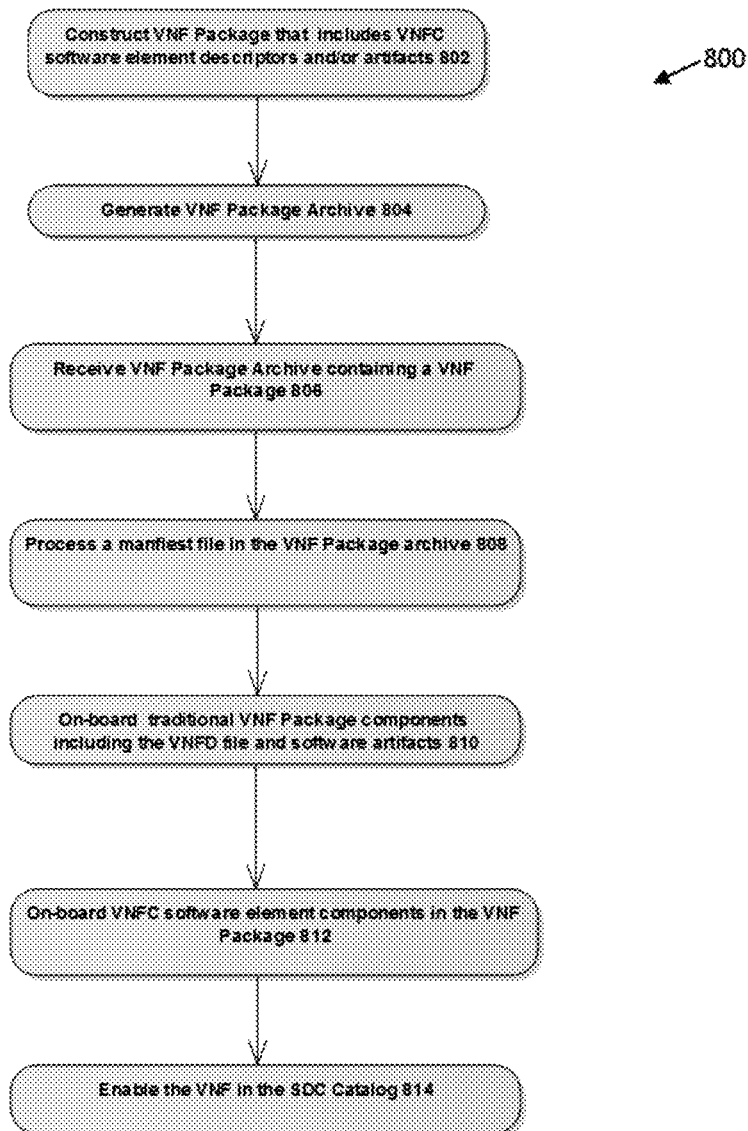 Construct VNF Package that includes VNFC
software element descriptors and/or artifacts 802
800
Generate VNF Package Archive 804
Receive VNF Package Archive containing a VNF
Package 806
Process a manfiest file in the VNF Package archive 808
On-board traditional VNF Package components
including the VNFD file and software artifacts 810
On-board VNFC software element components in the VNF
Package 812
Enable the VNF in the SDC Catalog 814